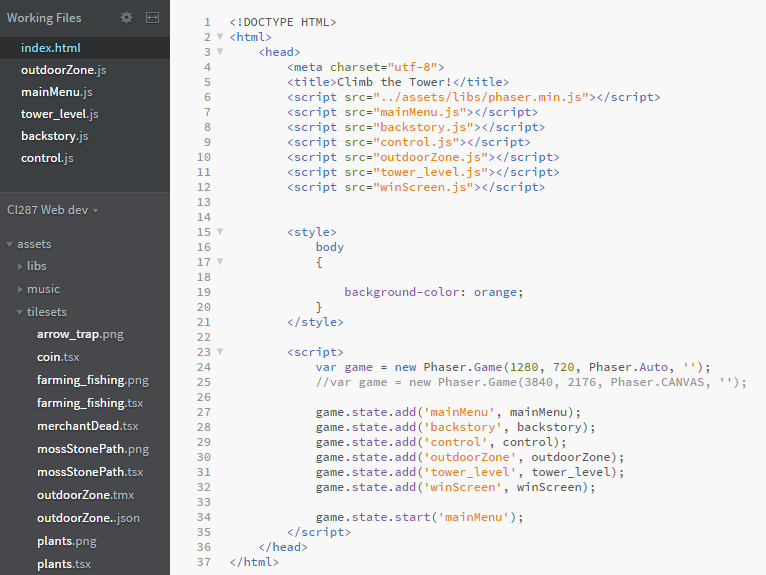 Working Files
index.html
outdoorZone.js
mainMenu.js
tower_level.js
backstory.js
control.js
CI287 Web dev
assets
libs
music
tilesets
arrow_trap.png
coin.tsx
farming_fishing.png
farming_fishing.tsx
merchantDead.tsx
mossStonePath.png
mossStonePath.tsx
outdoorZone.tmx
outdoorZone..json
plants.png
plants.tsx
1 <!DOCTYPE HTML>
2 <html>
3 <head>
4 <meta charset="utf-8">
5 <title>Climb the Tower!</title>
6 <script src="../assets/libs/phaser.min.js"></script>
7 <script src="mainMenu.js"></script>
8 <script src="backstory.js"></script>
9 <script src="control.js"></script>
10 <script src="outdoorZone.js"></script>
11 <script src="tower_level.js"></script>
12 <script src="winScreen.js"></script>
13
14
15 <style>
16 body
17 {
18
19 background-color: orange;
20 }
21 </style>
22
23 <script>
24 var game = new Phaser.Game(1280, 720, Phaser.Auto, '');
25 //var game = new Phaser.Game(3840, 2176, Phaser.CANVAS, '');
26
27 game.state.add('mainMenu', mainMenu);
28 game.state.add('backstory', backstory);
29 game.state.add('control', control);
30 game.state.add('outdoorZone', outdoorZone);
31 game.state.add('tower_level', tower_level);
32 game.state.add('winScreen', winScreen);
33
34 game.state.start('mainMenu');
35 </script>
36 </head>
37 </html>